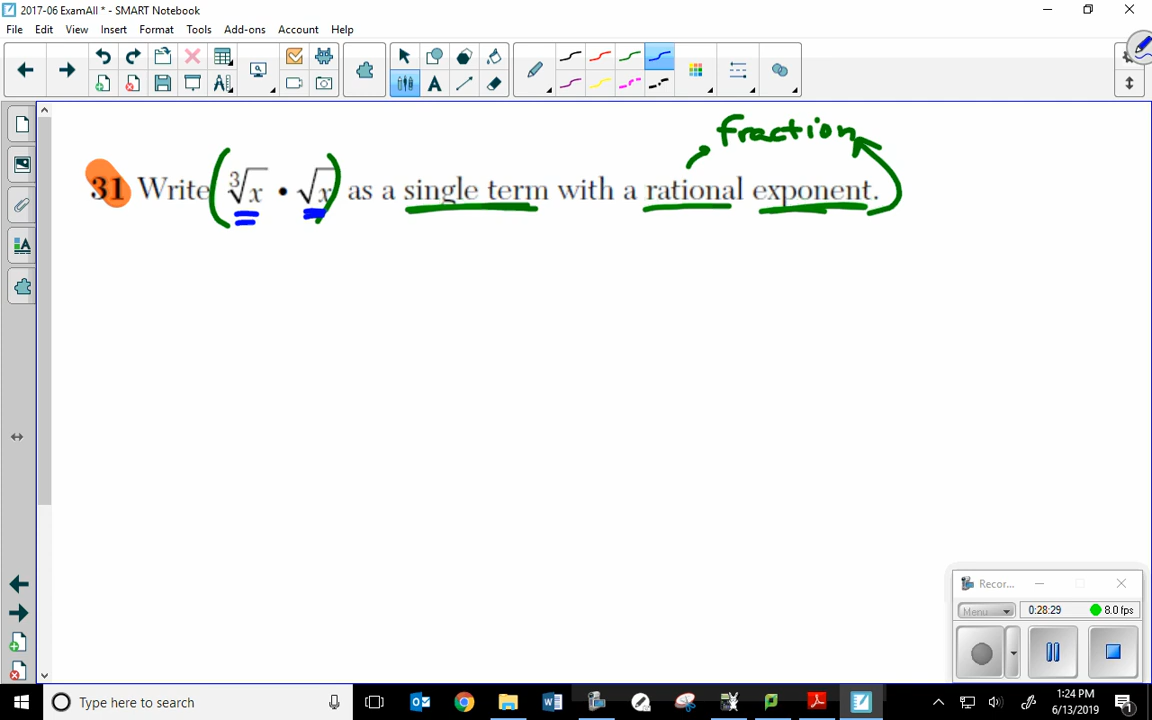 2017-06 ExamAll * - SMART Notebook
File Edit View Insert Format Tools Add-ons Account Help
fraction
31 Write (∛x • √x) as a single term with a rational exponent.
Recor...
Menu 0:28:29 8.0 fps
Type here to search
1:24 PM
6/13/2019
1